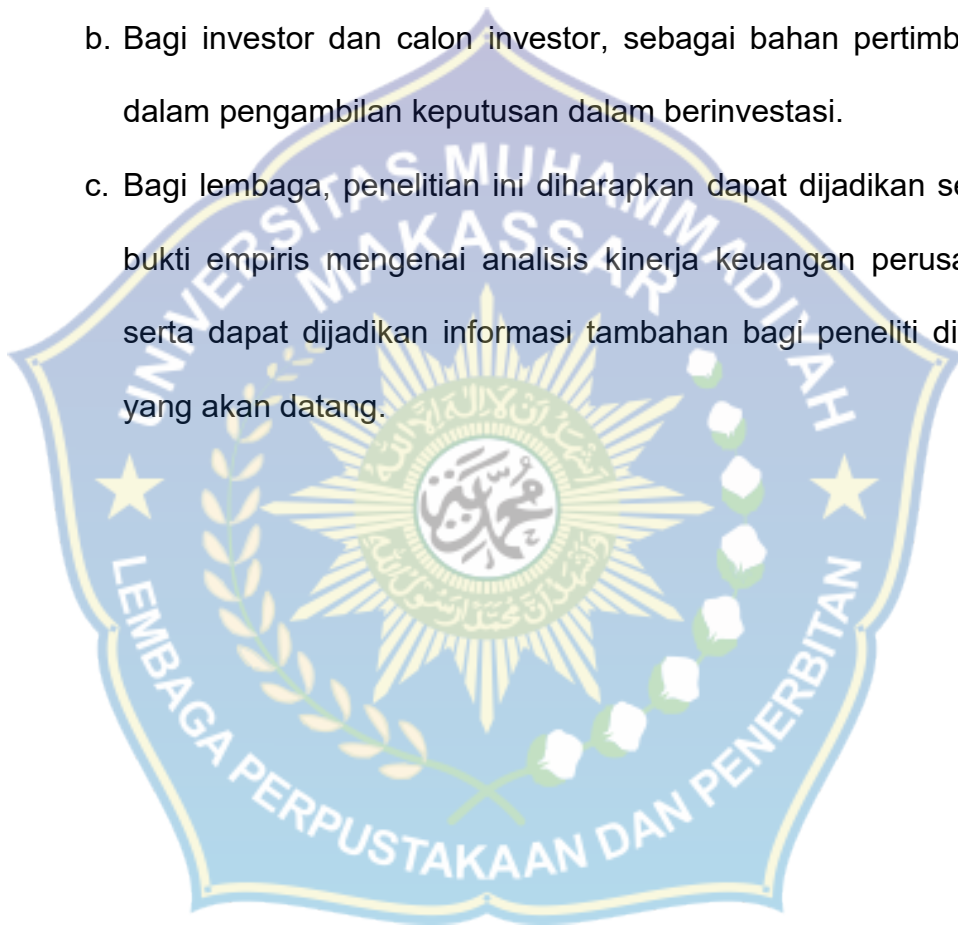 b. Bagi investor dan calon investor, sebagai bahan pertimb
dalam pengambilan keputusan dalam berinvestasi.
c. Bagi lembaga, penelitian ini diharapkan dapat dijadikan se
bukti empiris mengenai analisis kinerja keuangan perusa
serta dapat dijadikan informasi tambahan bagi peneliti di
yang akan datang.
UNIVERSITAS MUHAMMADIYAH
MAKASSAR
LEMBAGA PERPUSTAKAAN DAN PENERBITAN